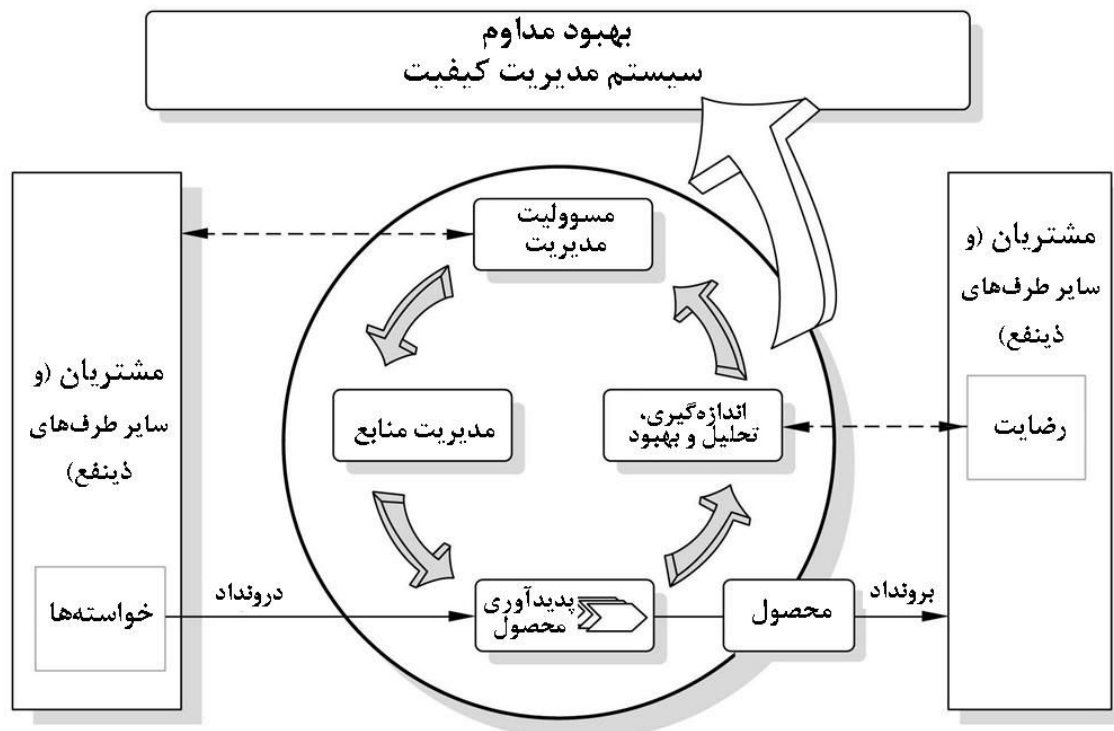 بهبود مداوم
سیستم مدیریت کیفیت
مسوولیت
مدیریت
مشتریان (و
سایر طرف‌های
ذینفع)
رضایت
مشتریان (و
سایر طرف‌های
ذینفع)
خواسته‌ها
مدیریت منابع
اندازه‌گیری،
تحلیل و بهبود
درونداد
پدیدآوری
محصول
محصول
برونداد